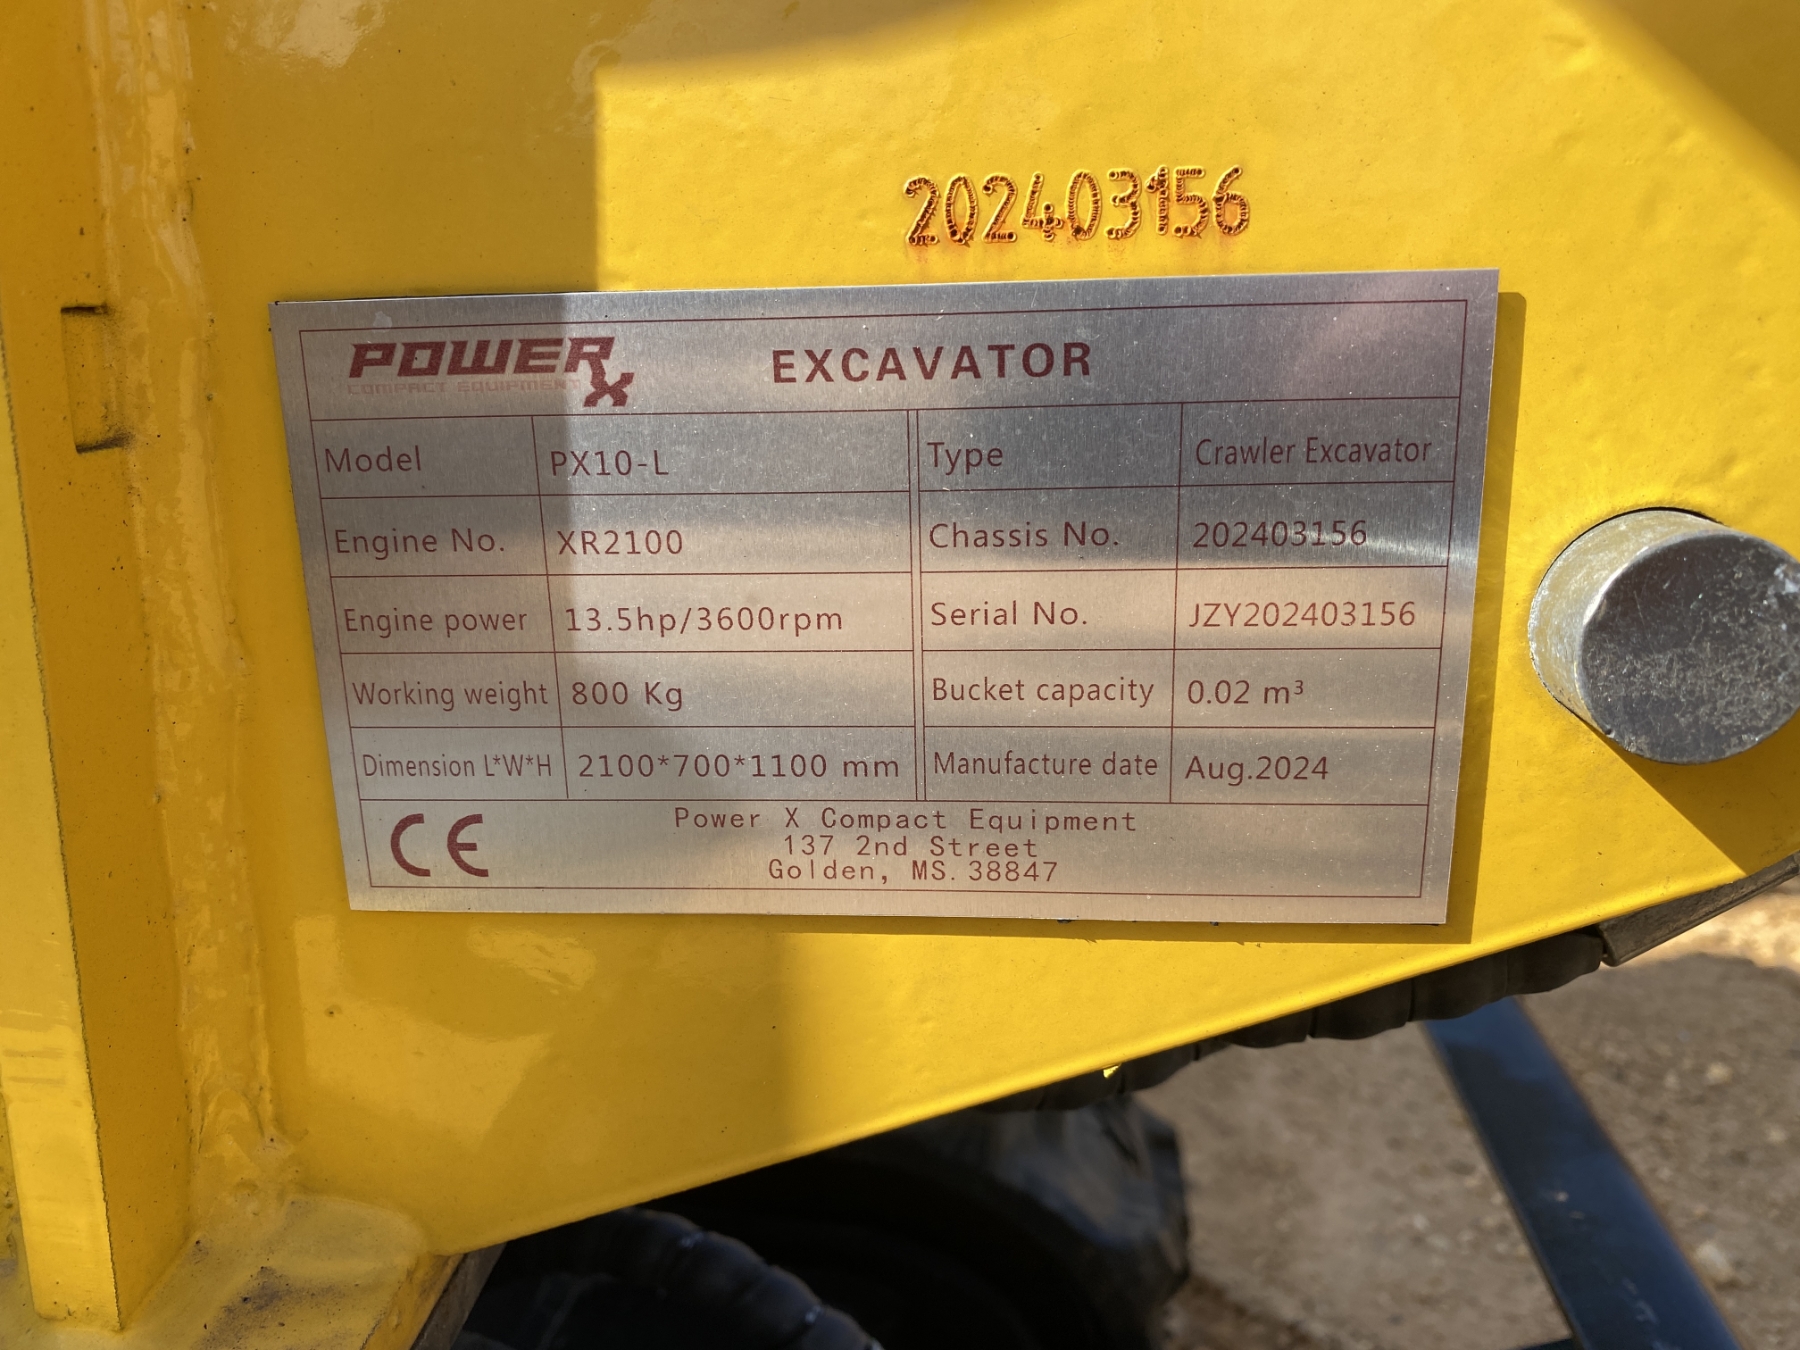 202403156
POWER X
COMPACT EQUIPMENT
EXCAVATOR
Model PX10-L Type Crawler Excavator
Engine No. XR2100 Chassis No. 202403156
Engine power 13.5hp/3600rpm Serial No. JZY202403156
Working weight 800 Kg Bucket capacity 0.02 m³
Dimension L*W*H 2100*700*1100 mm Manufacture date Aug.2024
CE
Power X Compact Equipment
137 2nd Street
Golden, MS. 38847